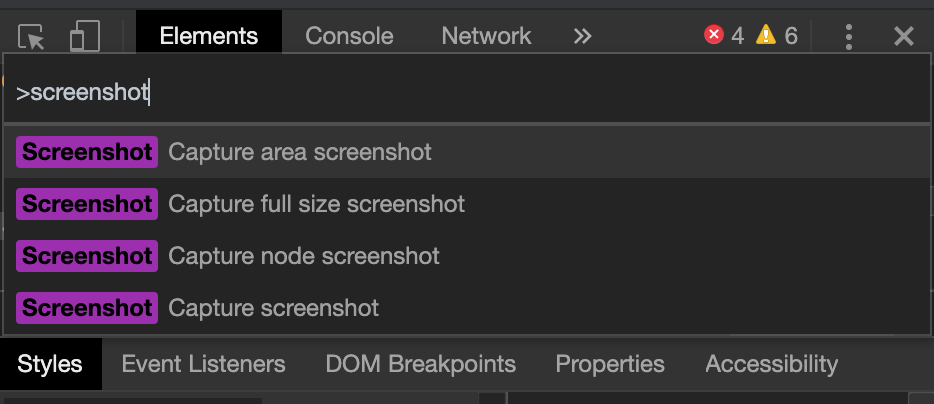 Elements Console Network » 4 6
>screenshot
Screenshot Capture area screenshot
Screenshot Capture full size screenshot
Screenshot Capture node screenshot
Screenshot Capture screenshot
Styles Event Listeners DOM Breakpoints Properties Accessibility